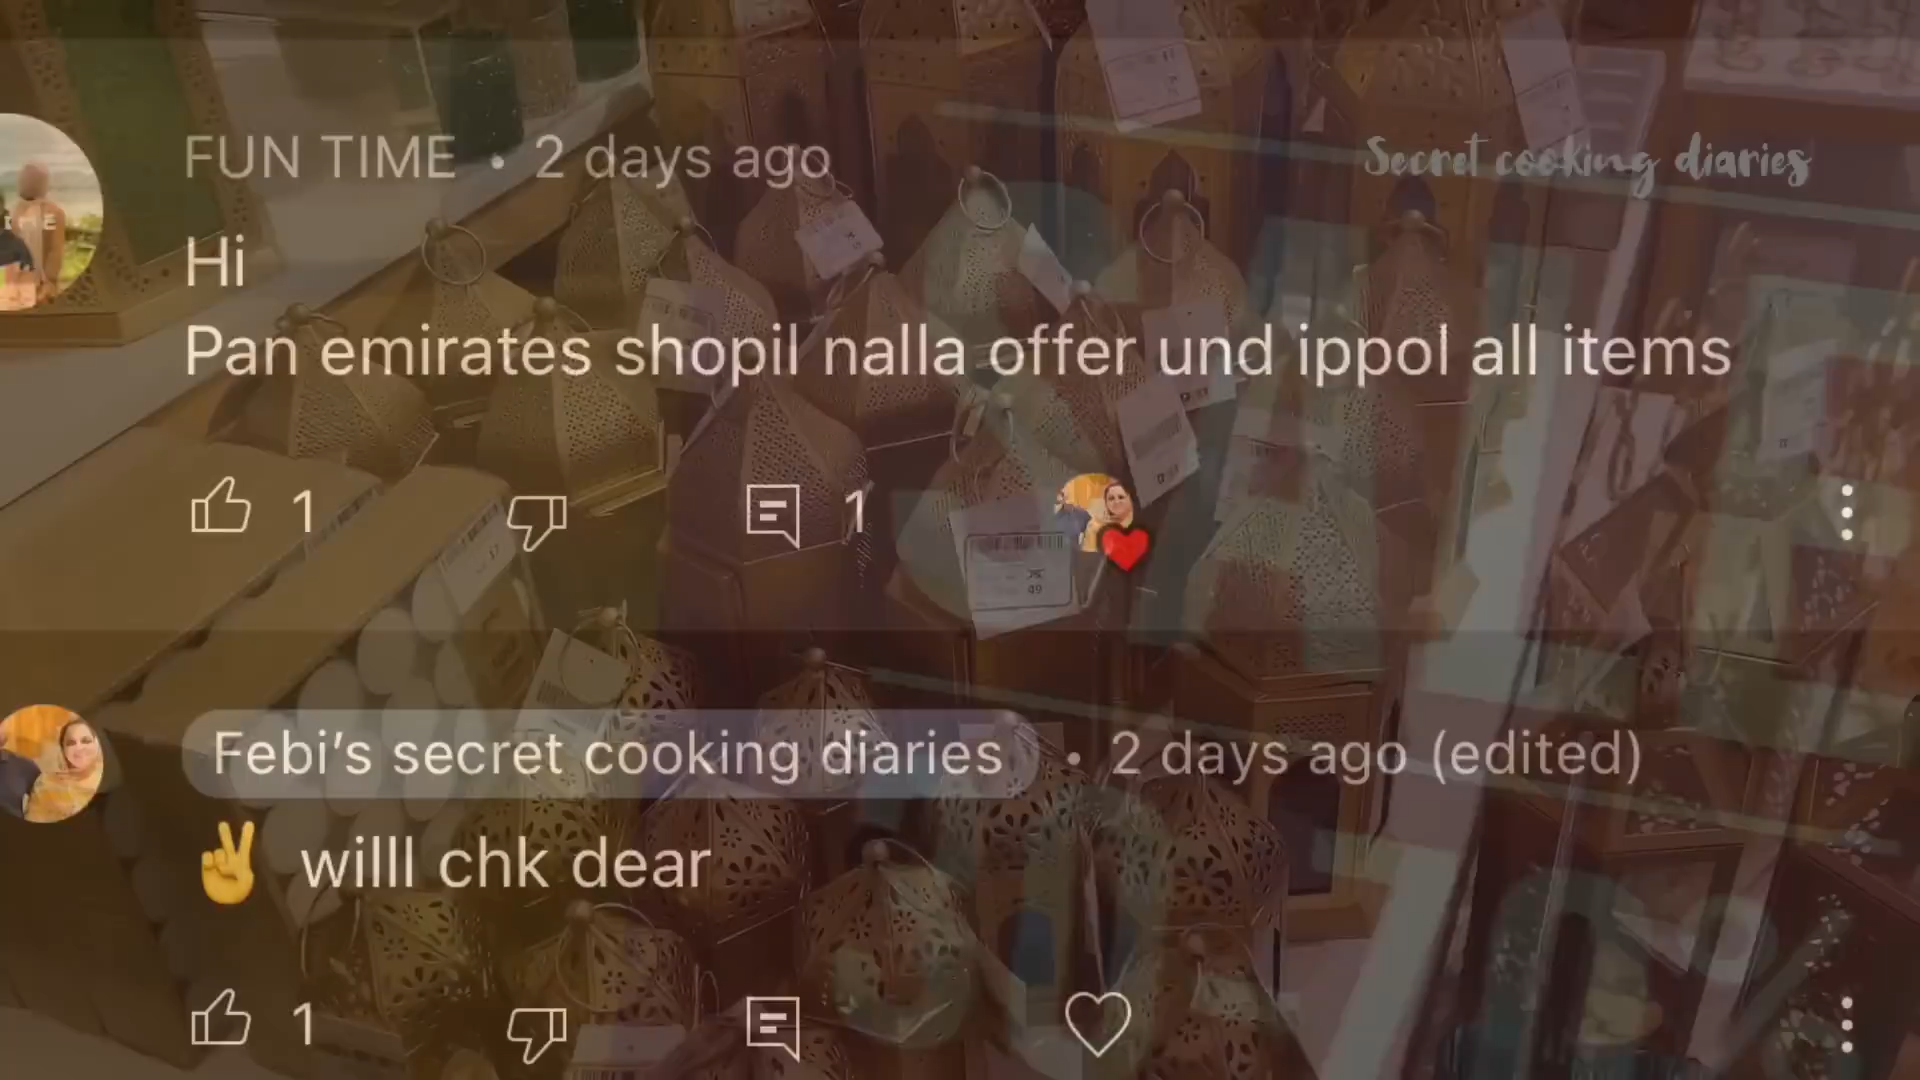 FUN TIME • 2 days ago
Secret cooking diaries
Hi
Pan emirates shopil nalla offer und ippol all items
1
1
49
Febi’s secret cooking diaries • 2 days ago (edited)
✌️ willl chk dear
1